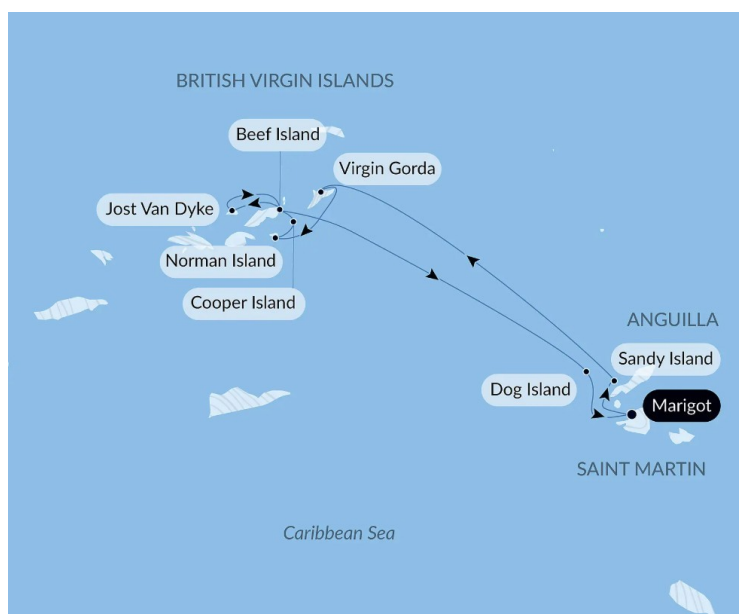 BRITISH VIRGIN ISLANDS
Beef Island
Virgin Gorda
Jost Van Dyke
Norman Island
Cooper Island
ANGUILLA
Sandy Island
Dog Island
Marigot
SAINT MARTIN
Caribbean Sea